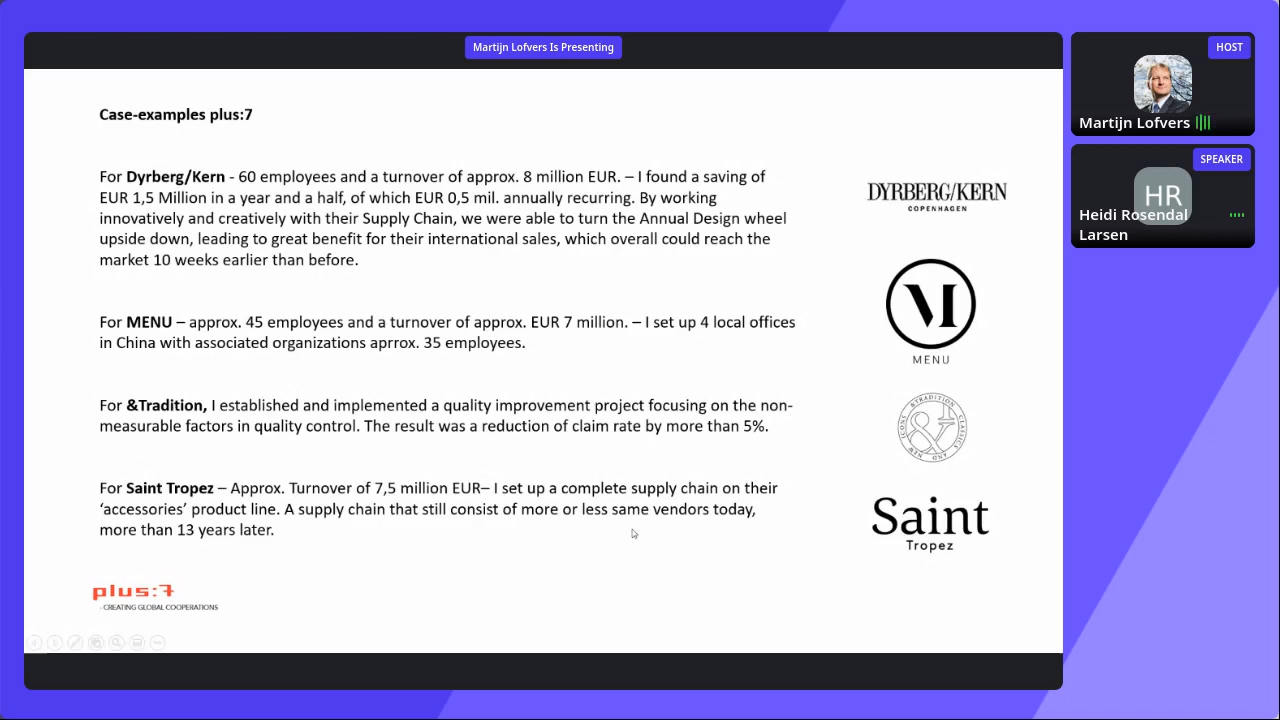 Martijn Lofvers Is Presenting
HOST
Martijn Lofvers
SPEAKER
HR
Heidi Rosendal
Larsen
Case-examples plus:7
For Dyrberg/Kern - 60 employees and a turnover of approx. 8 million EUR. – I found a saving of
EUR 1,5 Million in a year and a half, of which EUR 0,5 mil. annually recurring. By working
innovatively and creatively with their Supply Chain, we were able to turn the Annual Design wheel
upside down, leading to great benefit for their international sales, which overall could reach the
market 10 weeks earlier than before.
For MENU – approx. 45 employees and a turnover of approx. EUR 7 million. – I set up 4 local offices
in China with associated organizations aprrox. 35 employees.
For &Tradition, I established and implemented a quality improvement project focusing on the non-
measurable factors in quality control. The result was a reduction of claim rate by more than 5%.
For Saint Tropez – Approx. Turnover of 7,5 million EUR– I set up a complete supply chain on their
‘accessories’ product line. A supply chain that still consist of more or less same vendors today,
more than 13 years later.
DYRBERG/KERN
COPENHAGEN
M
MENU
&TRADITION
CLASSICS AND NEW ICONS
&
Saint
Tropez
plus:7
- CREATING GLOBAL COOPERATIONS